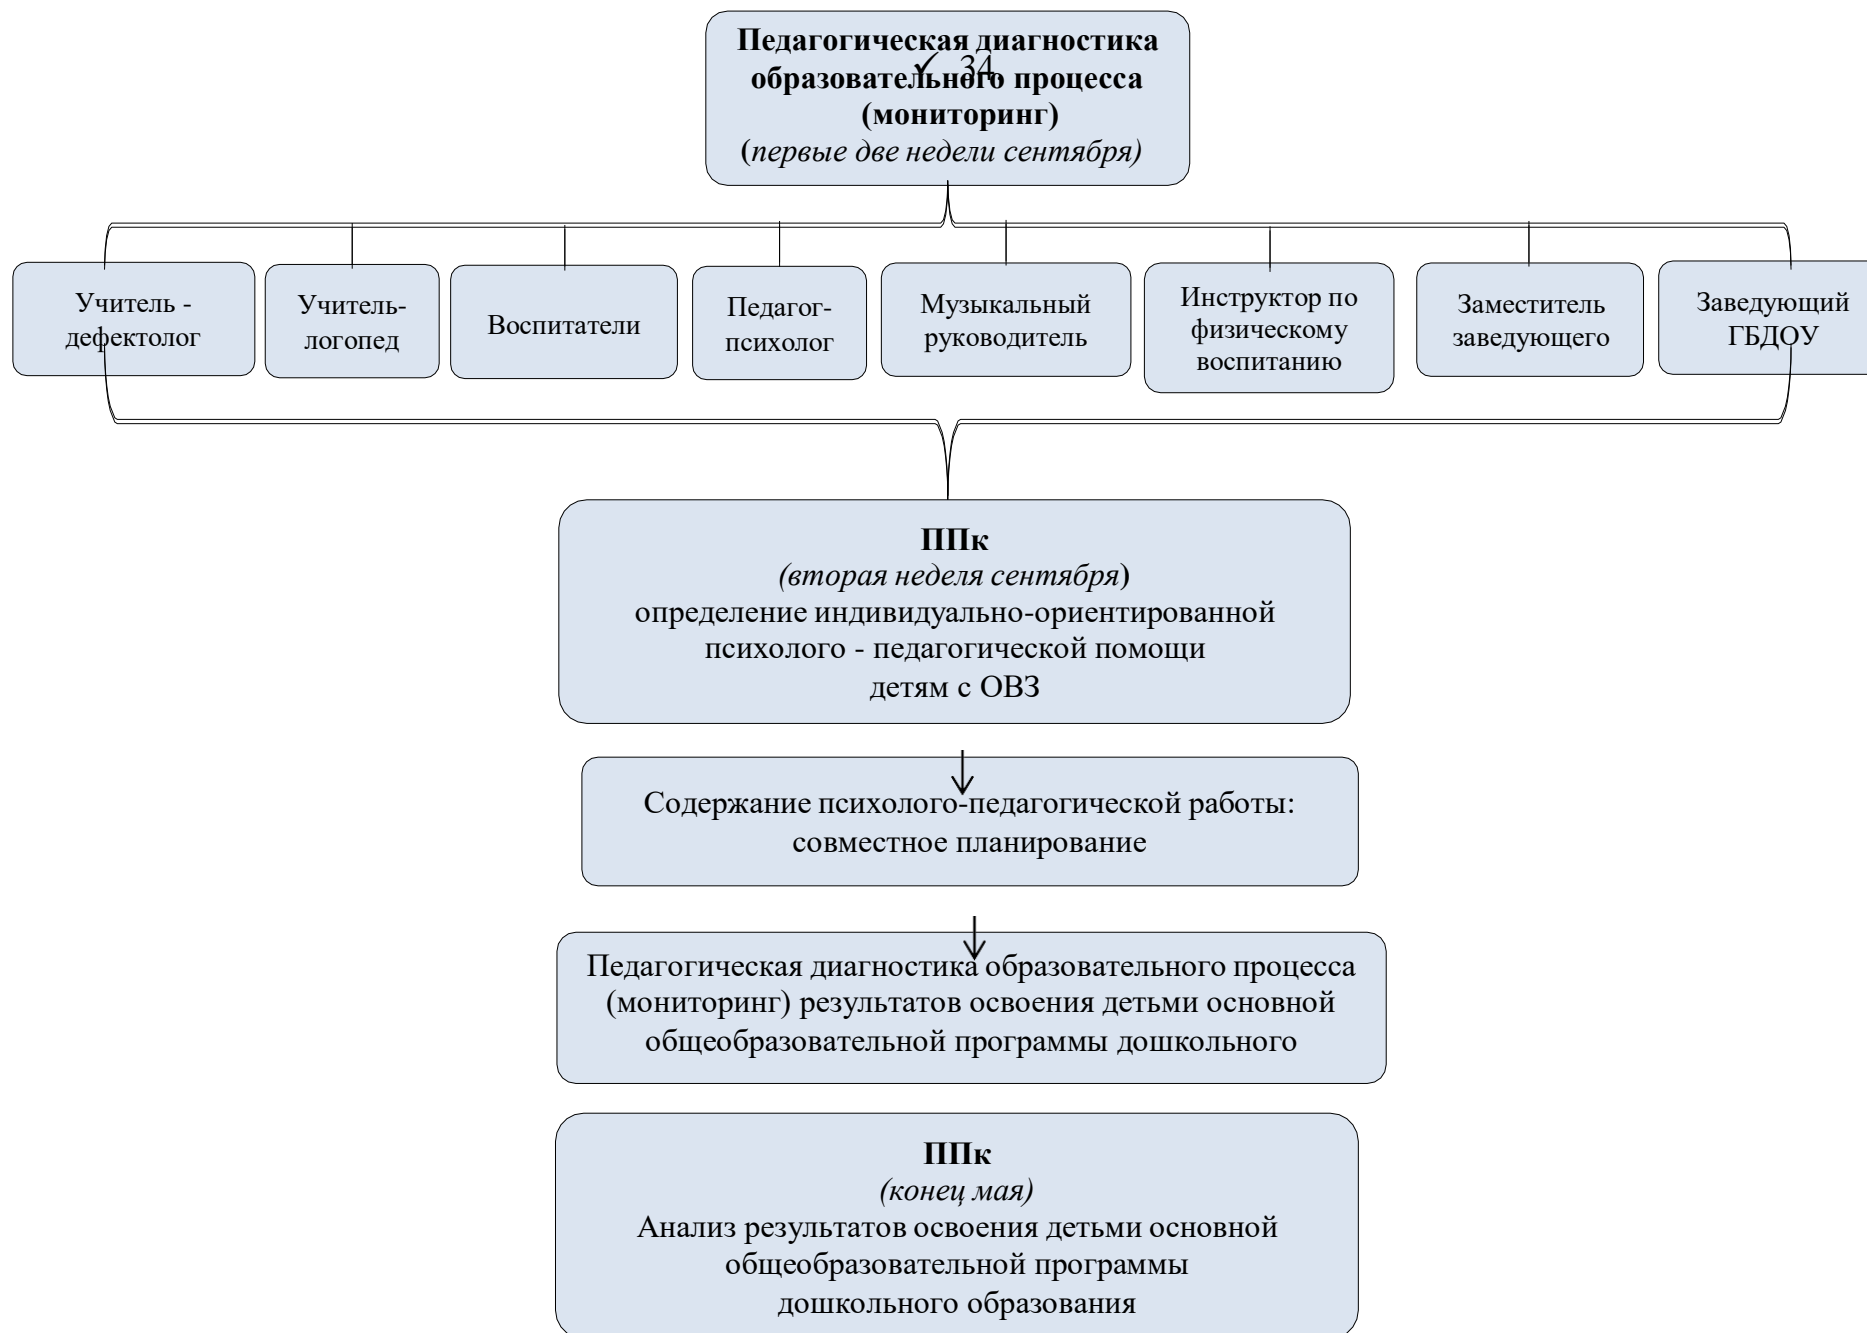 Педагогическая диагностика
✓ 34.
образовательного процесса
(мониторинг)
(первые две недели сентября)
Учитель -
дефектолог
Учитель-
логопед
Воспитатели
Педагог-
психолог
Музыкальный
руководитель
Инструктор по
физическому
воспитанию
Заместитель
заведующего
Заведующий
ГБДОУ
ППк
(вторая неделя сентября)
определение индивидуально-ориентированной
психолого - педагогической помощи
детям с ОВЗ
Содержание психолого-педагогической работы:
совместное планирование
Педагогическая диагностика образовательного процесса
(мониторинг) результатов освоения детьми основной
общеобразовательной программы дошкольного
ППк
(конец мая)
Анализ результатов освоения детьми основной
общеобразовательной программы
дошкольного образования